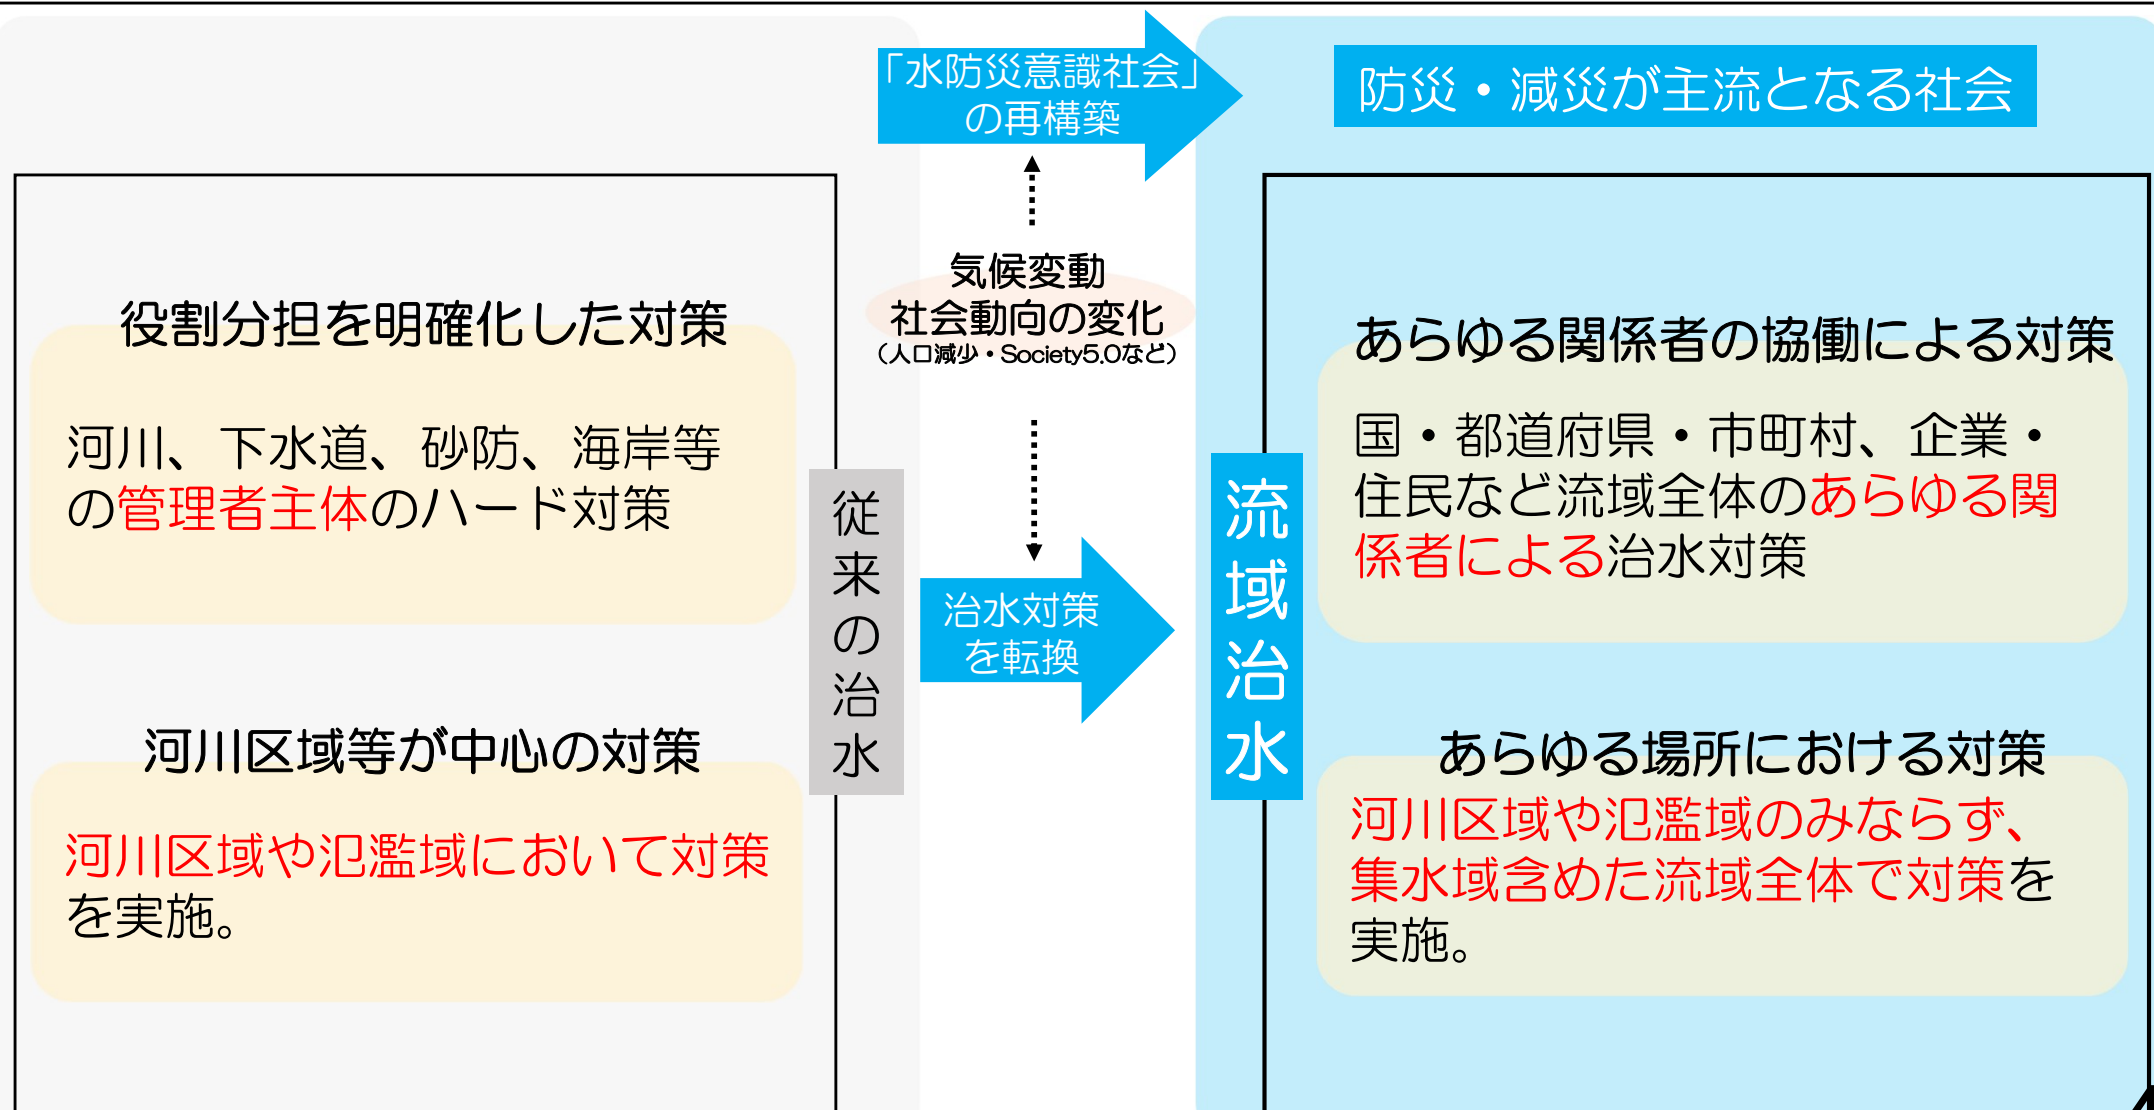 「水防災意識社会」
の再構築
防災・減災が主流となる社会
気候変動
社会動向の変化
（人口減少・Society5.0など）
役割分担を明確化した対策
河川、下水道、砂防、海岸等
の管理者主体のハード対策
河川区域等が中心の対策
河川区域や氾濫域において対策
を実施。
従来の治水
治水対策
を転換
流域治水
あらゆる関係者の協働による対策
国・都道府県・市町村、企業・
住民など流域全体のあらゆる関
係者による治水対策
あらゆる場所における対策
河川区域や氾濫域のみならず、
集水域含めた流域全体で対策を
実施。